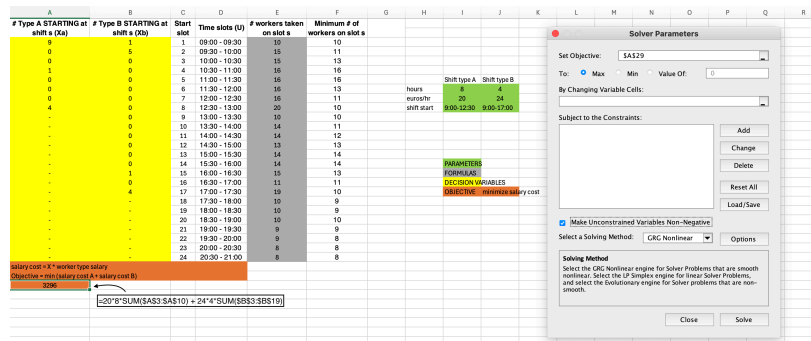 A B C D E F G H I J K L M N O P Q R
# Type A STARTING at shift s (Xa) # Type B STARTING at shift s (Xb) Start slot Time slots (U) # workers taken on slot s Minimum # of workers on slot s
9 1 1 09:00 - 09:30 10 10
0 5 2 09:30 - 10:00 15 11
0 0 3 10:00 - 10:30 15 13
1 0 4 10:30 - 11:00 16 16
0 0 5 11:00 - 11:30 16 16
0 0 6 11:30 - 12:00 16 13
0 0 7 12:00 - 12:30 16 11
4 0 8 12:30 - 13:00 20 10
- 0 9 13:00 - 13:30 10 10
- 0 10 13:30 - 14:00 14 11
- 0 11 14:00 - 14:30 14 12
- 0 12 14:30 - 15:00 13 13
- 0 13 15:00 - 15:30 14 14
- 0 14 15:30 - 16:00 14 14
- 1 15 16:00 - 16:30 15 13
- 0 16 16:30 - 17:00 11 11
- 4 17 17:00 - 17:30 19 10
- - 18 17:30 - 18:00 10 9
- - 19 18:00 - 18:30 10 9
- - 20 18:30 - 19:00 10 10
- - 21 19:00 - 19:30 9 9
- - 22 19:30 - 20:00 9 8
- - 23 20:00 - 20:30 8 8
- - 24 20:30 - 21:00 8 8
salary cost = X * worker type salary
Objective = min (salary cost A + salary cost B)
3296
=20*8*SUM($A$3:$A$10) + 24*4*SUM($B$3:$B$19)
Shift type A Shift type B
hours 8 4
euros/hr 20 24
shift start 9:00-12:30 9:00-17:00
PARAMETERS
FORMULAS
DECISION VARIABLES
OBJECTIVE minimize salary cost
Solver Parameters
Set Objective: $A$29
To: Max Min Value Of: 0
By Changing Variable Cells:
Subject to the Constraints:
Add
Change
Delete
Reset All
Load/Save
Make Unconstrained Variables Non-Negative
Select a Solving Method: GRG Nonlinear Options
Solving Method
Select the GRG Nonlinear engine for Solver Problems that are smooth
nonlinear. Select the LP Simplex engine for linear Solver Problems,
and select the Evolutionary engine for Solver problems that are non-
smooth.
Close Solve